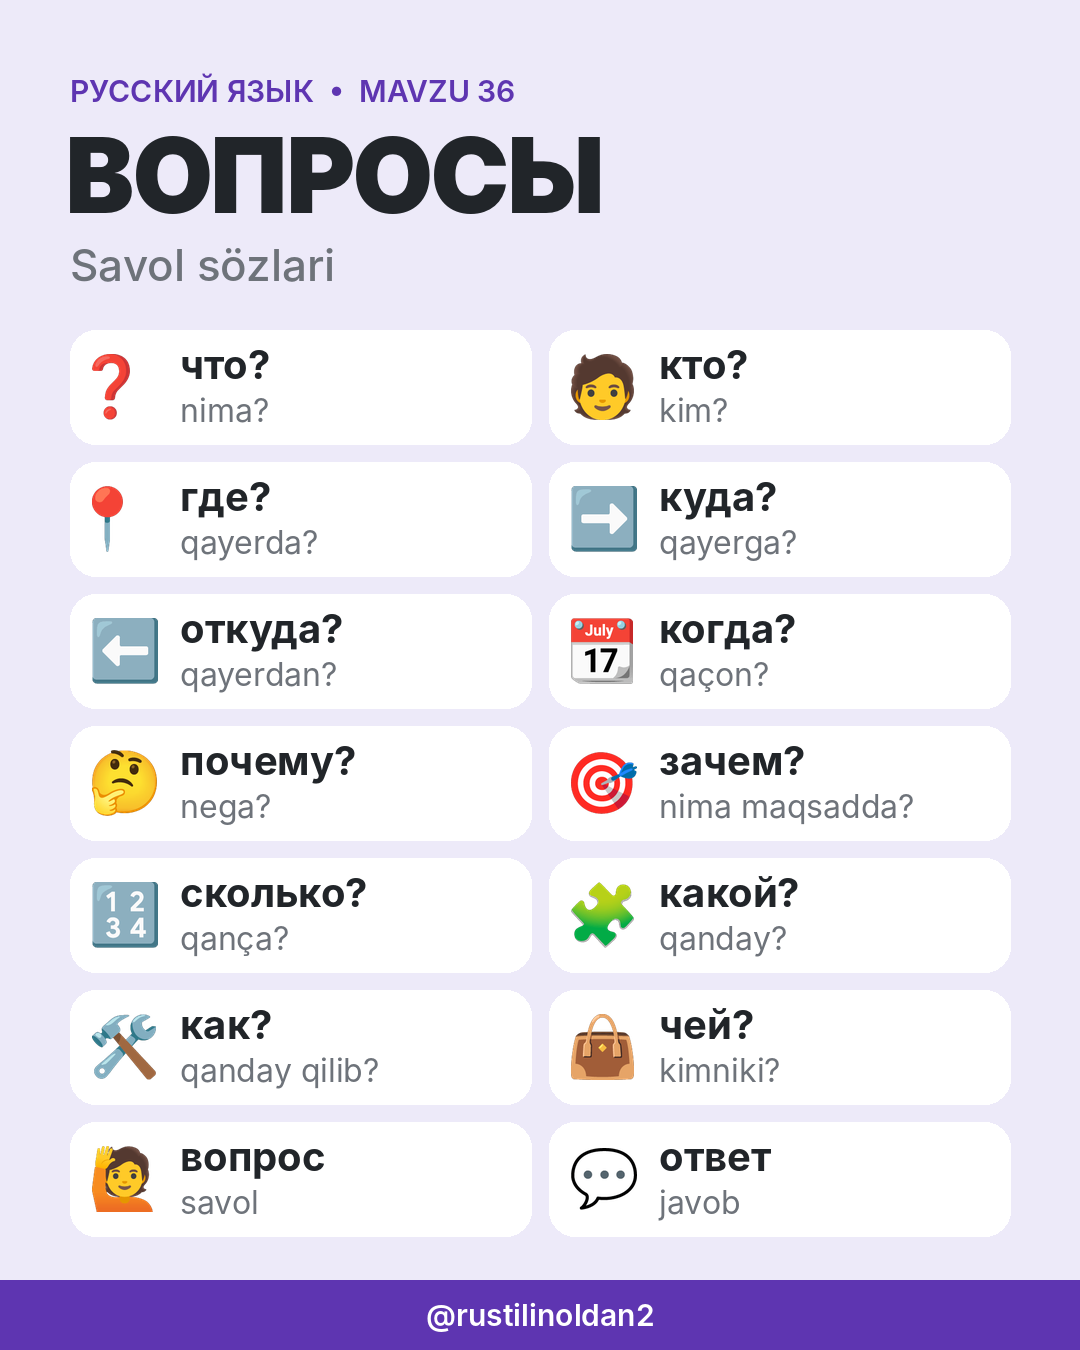 РУССКИЙ ЯЗЫК • MAVZU 36
ВОПРОСЫ
Savol sözlari
что?
nima?
кто?
kim?
где?
qayerda?
куда?
qayerga?
откуда?
qayerdan?
когда?
qaçon?
July
17
почему?
nega?
зачем?
nima maqsadda?
1 2
3 4
сколько?
qança?
какой?
qanday?
как?
qanday qilib?
чей?
kimniki?
вопрос
savol
ответ
javob
@rustilinoldan2